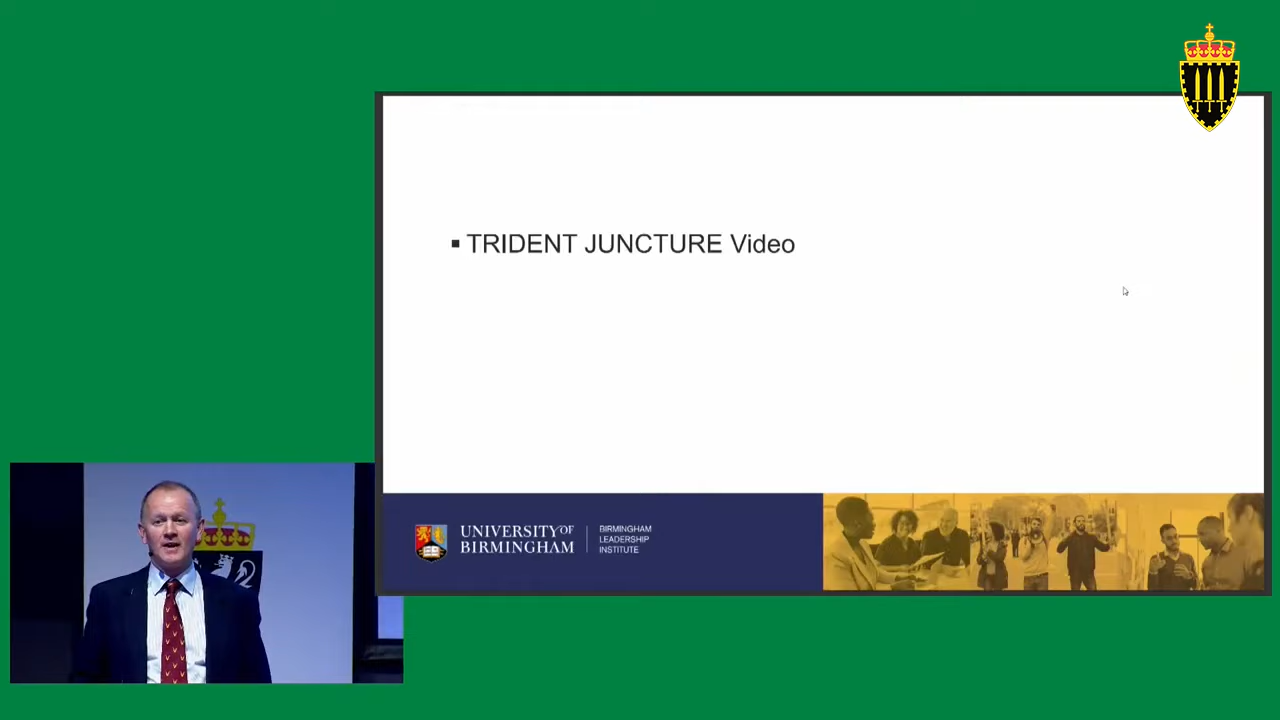 ▪ TRIDENT JUNCTURE Video
UNIVERSITY OF
BIRMINGHAM
BIRMINGHAM
LEADERSHIP
INSTITUTE